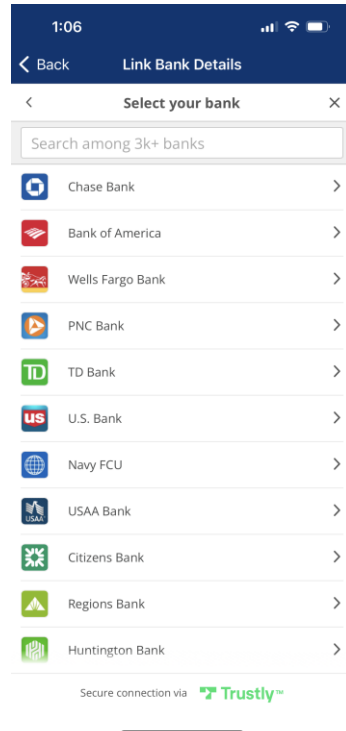 1:06
Back Link Bank Details
Select your bank
Search among 3k+ banks
Chase Bank
Bank of America
Wells Fargo Bank
PNC Bank
TD TD Bank
us U.S. Bank
Navy FCU
USAA USAA Bank
Citizens Bank
Regions Bank
Huntington Bank
Secure connection via Trustly™